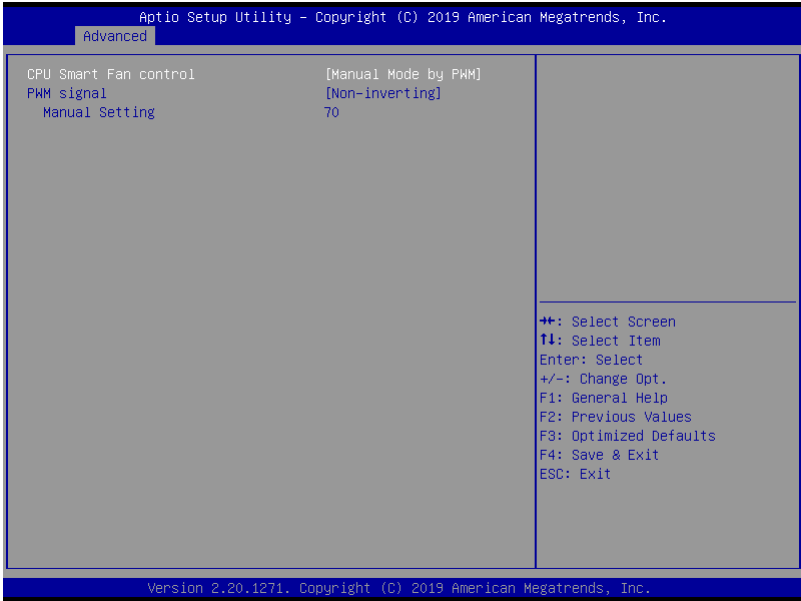 Aptio Setup Utility – Copyright (C) 2019 American Megatrends, Inc.
Advanced
CPU Smart Fan control [Manual Mode by PWM]
PWM signal [Non-inverting]
Manual Setting 70
→←: Select Screen
↑↓: Select Item
Enter: Select
+/-: Change Opt.
F1: General Help
F2: Previous Values
F3: Optimized Defaults
F4: Save & Exit
ESC: Exit
Version 2.20.1271. Copyright (C) 2019 American Megatrends, Inc.